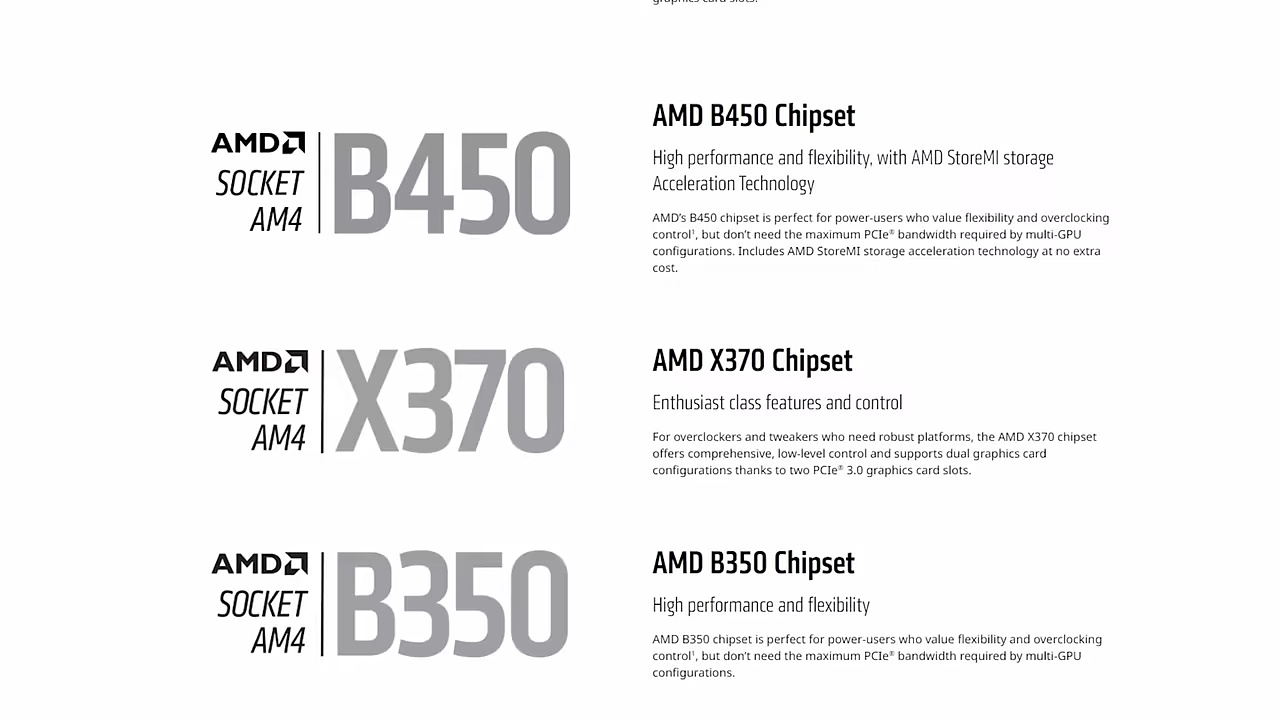 graphics card slots.
AMD
SOCKET
AM4
B450
AMD B450 Chipset
High performance and flexibility, with AMD StoreMI storage
Acceleration Technology
AMD's B450 chipset is perfect for power-users who value flexibility and overclocking
control¹, but don't need the maximum PCIe® bandwidth required by multi-GPU
configurations. Includes AMD StoreMI storage acceleration technology at no extra
cost.
AMD
SOCKET
AM4
X370
AMD X370 Chipset
Enthusiast class features and control
For overclockers and tweakers who need robust platforms, the AMD X370 chipset
offers comprehensive, low-level control and supports dual graphics card
configurations thanks to two PCIe® 3.0 graphics card slots.
AMD
SOCKET
AM4
B350
AMD B350 Chipset
High performance and flexibility
AMD B350 chipset is perfect for power-users who value flexibility and overclocking
control¹, but don't need the maximum PCIe® bandwidth required by multi-GPU
configurations.